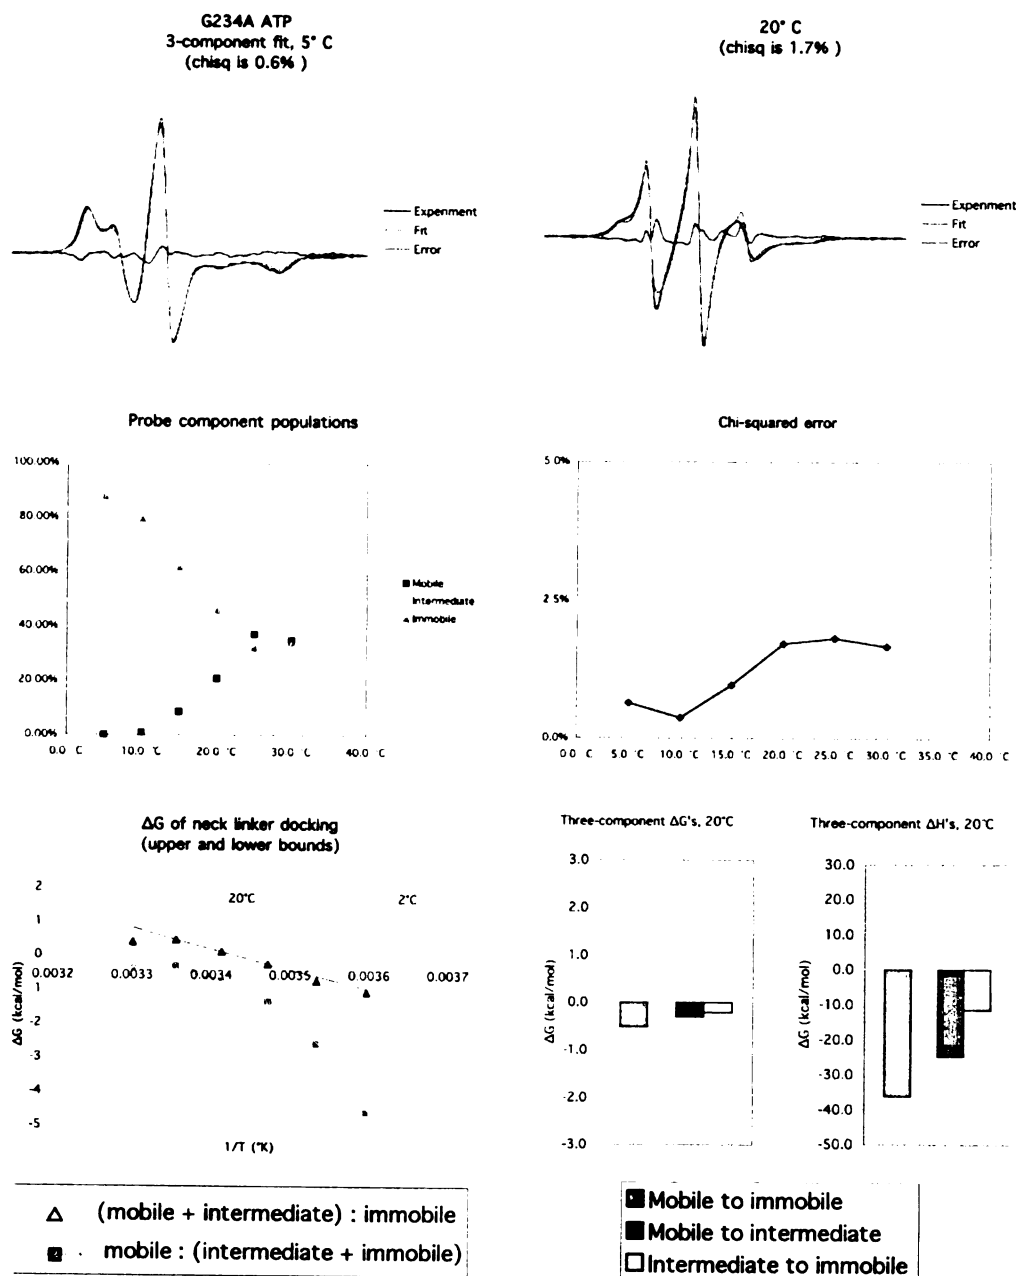 G234A ATP
3-component fit, 5° C
(chisq is 0.6% )
20° C
(chisq is 1.7% )
Experiment
Fit
Error
Experiment
Fit
Error
Probe component populations
100.00%
80.00%
60.00%
40.00%
20.00%
0.00%
0.0 °C
10.0 °C
20.0 °C
30.0 °C
40.0 °C
Mobile
Intermediate
Immobile
Chi-squared error
5.0%
2.5%
0.0%
0.0 °C
5.0 °C
10.0 °C
15.0 °C
20.0 °C
25.0 °C
30.0 °C
35.0 °C
40.0 °C
ΔG of neck linker docking
(upper and lower bounds)
20°C
2°C
2
1
0
1
-2
-3
-4
-5
0.0032
0.0033
0.0034
0.0035
0.0036
0.0037
ΔG (kcal/mol)
1/T (°K)
Three-component ΔG's, 20°C
3.0
2.0
1.0
0.0
-1.0
-2.0
-3.0
ΔG (kcal/mol)
Three-component ΔH's, 20°C
30.0
20.0
10.0
0.0
-10.0
-20.0
-30.0
-40.0
-50.0
ΔG (kcal/mol)
(mobile + intermediate) : immobile
mobile : (intermediate + immobile)
Mobile to immobile
Mobile to intermediate
Intermediate to immobile